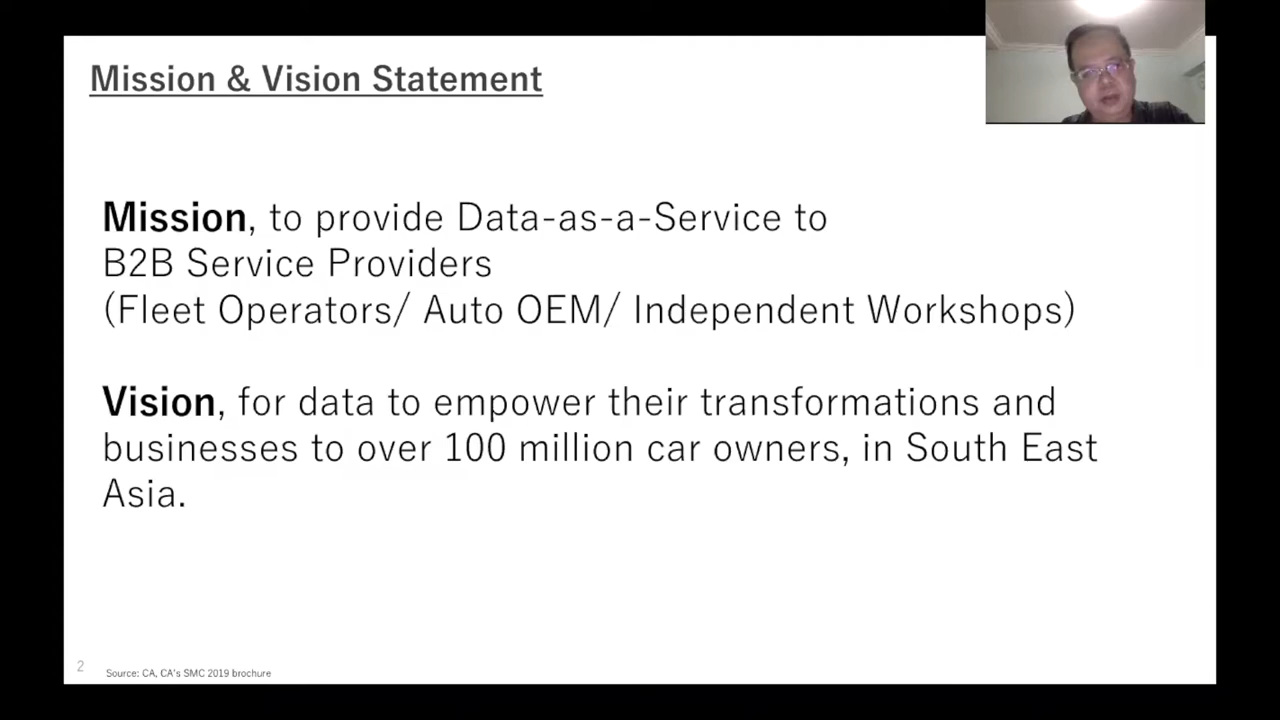 Mission & Vision Statement
Mission, to provide Data-as-a-Service to
B2B Service Providers
(Fleet Operators/ Auto OEM/ Independent Workshops)
Vision, for data to empower their transformations and
businesses to over 100 million car owners, in South East
Asia.
2
Source: CA, CA's SMC 2019 brochure